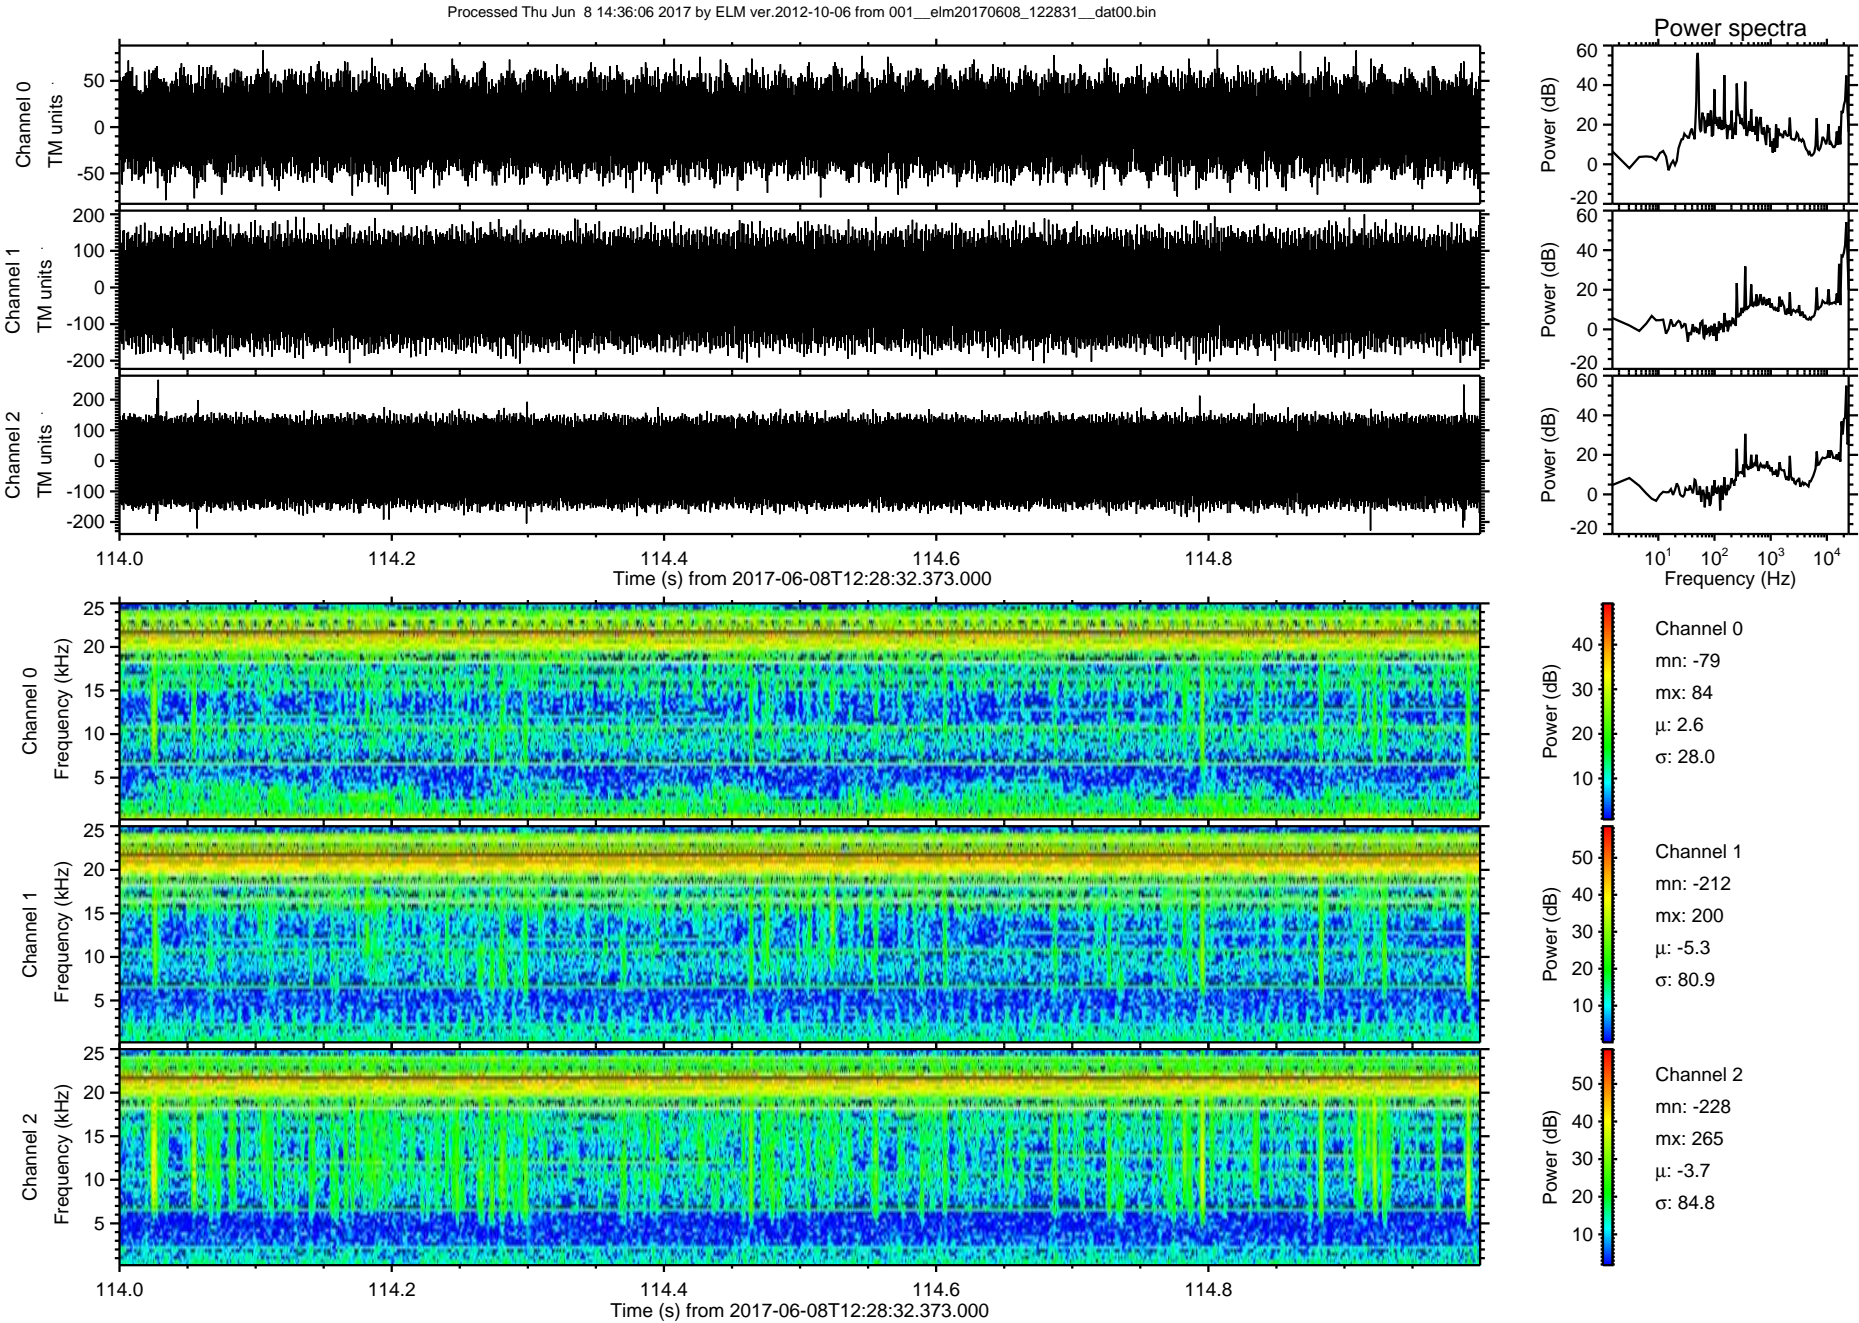 Processed Thu Jun  8 14:36:06 2017 by ELM ver.2012-10-06 from 001__elm20170608_122831__dat00.bin
Power spectra
Channel 0
TM units
50
0
-50
Power (dB)
60
40
20
0
-20
Channel 1
TM units
200
100
0
-100
-200
Power (dB)
60
40
20
0
-20
Channel 2
TM units
200
100
0
-100
-200
Power (dB)
60
40
20
0
-20
114.0 114.2 114.4 114.6 114.8
Time (s) from 2017-06-08T12:28:32.373.000
10¹ 10² 10³ 10⁴
Frequency (Hz)
Channel 0
Frequency (kHz)
25
20
15
10
5
Power (dB)
40
30
20
10
Channel 0
mn: -79
mx: 84
μ: 2.6
σ: 28.0
Channel 1
Frequency (kHz)
25
20
15
10
5
Power (dB)
50
40
30
20
10
Channel 1
mn: -212
mx: 200
μ: -5.3
σ: 80.9
Channel 2
Frequency (kHz)
25
20
15
10
5
Power (dB)
50
40
30
20
10
Channel 2
mn: -228
mx: 265
μ: -3.7
σ: 84.8
114.0 114.2 114.4 114.6 114.8
Time (s) from 2017-06-08T12:28:32.373.000